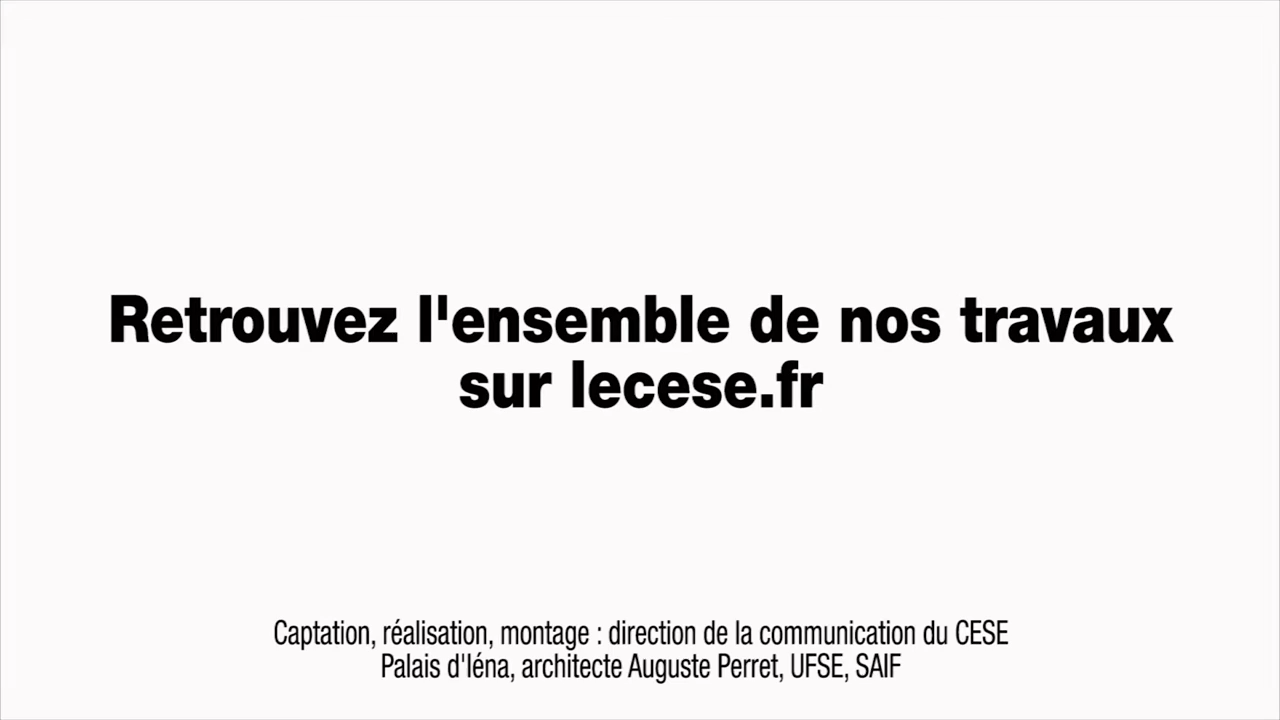 Retrouvez l'ensemble de nos travaux
sur lecese.fr
Captation, réalisation, montage : direction de la communication du CESE
Palais d'Iéna, architecte Auguste Perret, UFSE, SAIF